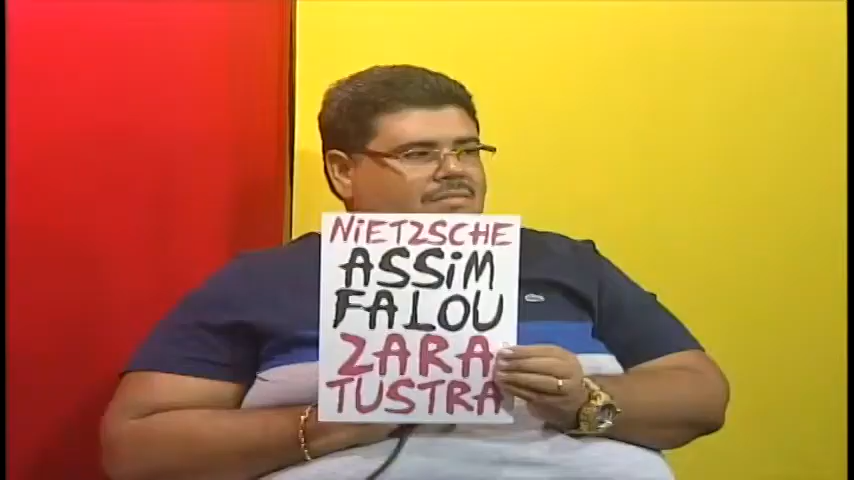 NiETZSCHE
ASSiM
FALOU
ZARA
TUSTRA